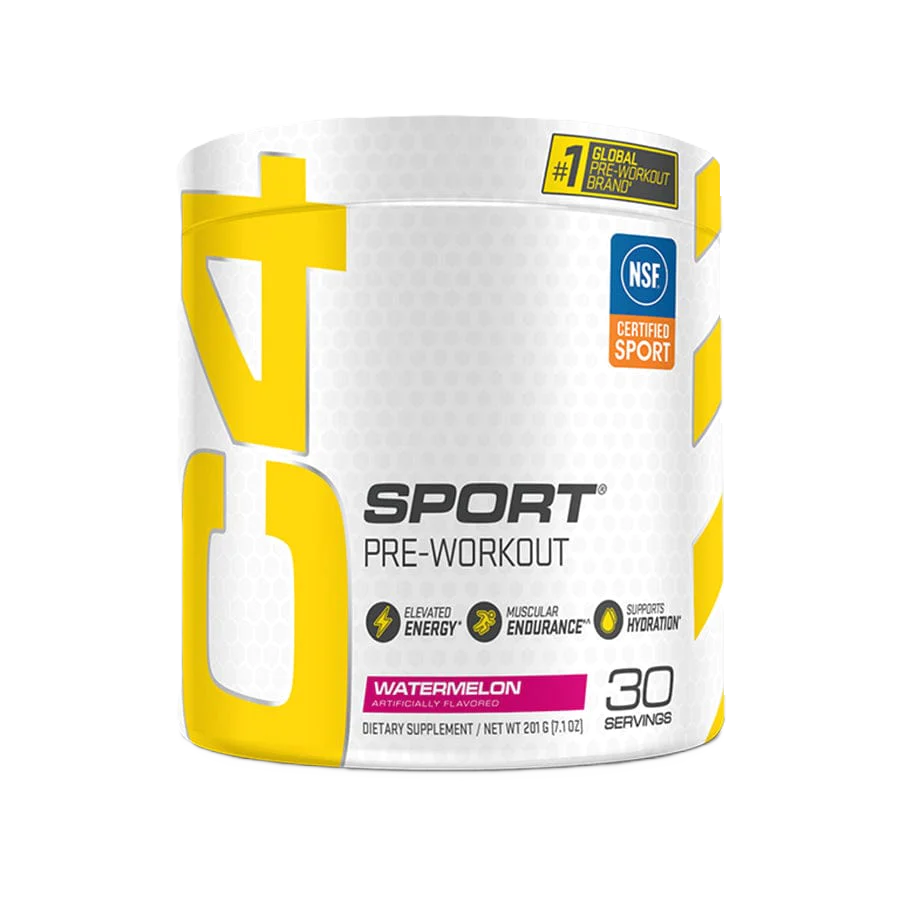 #1 GLOBAL
PRE-WORKOUT
BRAND‡
C4
NSF.
CERTIFIED
SPORT
SPORT®
PRE-WORKOUT
ELEVATED
ENERGY*
MUSCULAR
ENDURANCE*^
SUPPORTS
HYDRATION*
WATERMELON
ARTIFICIALLY FLAVORED
30
SERVINGS
DIETARY SUPPLEMENT / NET WT 201 G (7.1 OZ)